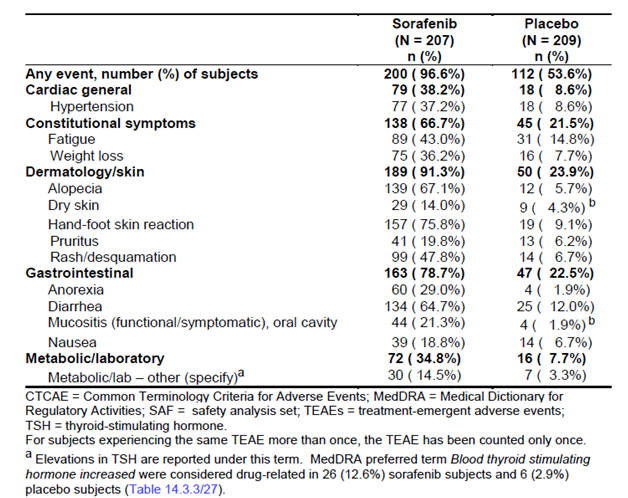 Sorafenib Placebo
(N = 207) (N = 209)
n (%) n (%)
Any event, number (%) of subjects 200 ( 96.6%) 112 ( 53.6%)
Cardiac general 79 ( 38.2%) 18 ( 8.6%)
Hypertension 77 ( 37.2%) 18 ( 8.6%)
Constitutional symptoms 138 ( 66.7%) 45 ( 21.5%)
Fatigue 89 ( 43.0%) 31 ( 14.8%)
Weight loss 75 ( 36.2%) 16 ( 7.7%)
Dermatology/skin 189 ( 91.3%) 50 ( 23.9%)
Alopecia 139 ( 67.1%) 12 ( 5.7%)
Dry skin 29 ( 14.0%) 9 ( 4.3%) b
Hand-foot skin reaction 157 ( 75.8%) 19 ( 9.1%)
Pruritus 41 ( 19.8%) 13 ( 6.2%)
Rash/desquamation 99 ( 47.8%) 14 ( 6.7%)
Gastrointestinal 163 ( 78.7%) 47 ( 22.5%)
Anorexia 60 ( 29.0%) 4 ( 1.9%)
Diarrhea 134 ( 64.7%) 25 ( 12.0%)
Mucositis (functional/symptomatic), oral cavity 44 ( 21.3%) 4 ( 1.9%) b
Nausea 39 ( 18.8%) 14 ( 6.7%)
Metabolic/laboratory 72 ( 34.8%) 16 ( 7.7%)
Metabolic/lab – other (specify)a 30 ( 14.5%) 7 ( 3.3%)
CTCAE = Common Terminology Criteria for Adverse Events; MedDRA = Medical Dictionary for
Regulatory Activities; SAF = safety analysis set; TEAEs = treatment-emergent adverse events;
TSH = thyroid-stimulating hormone.
For subjects experiencing the same TEAE more than once, the TEAE has been counted only once.
a Elevations in TSH are reported under this term. MedDRA preferred term Blood thyroid stimulating
hormone increased were considered drug-related in 26 (12.6%) sorafenib subjects and 6 (2.9%)
placebo subjects (Table 14.3.3/27).